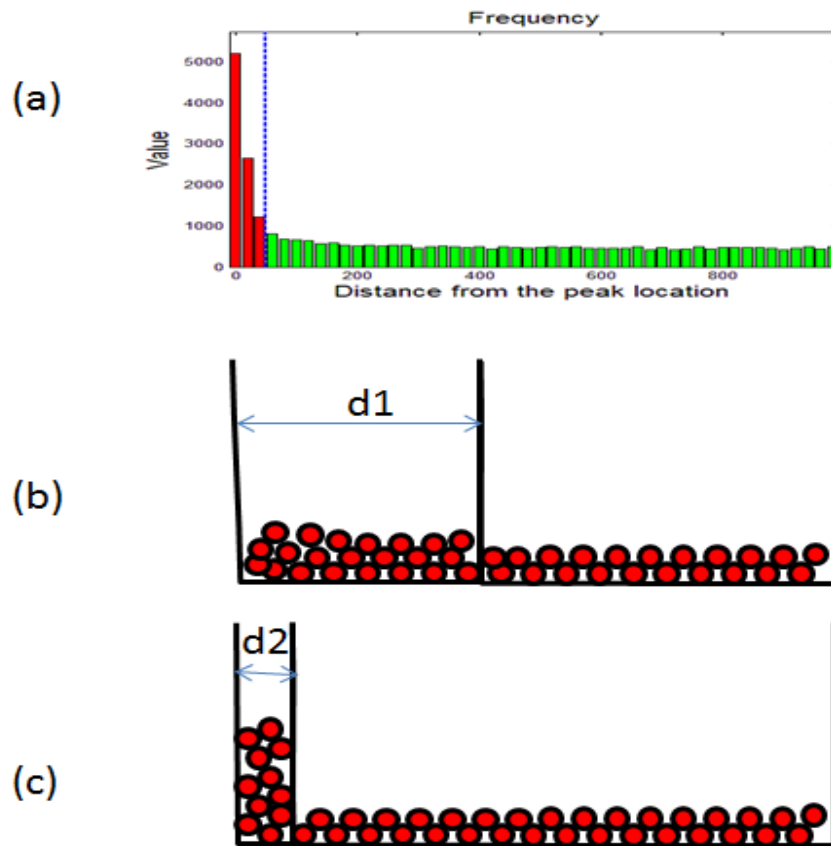 Frequency
(a)
Value
5000
4000
3000
2000
1000
0
0 200 400 600 800
Distance from the peak location
d1
(b)
d2
(c)